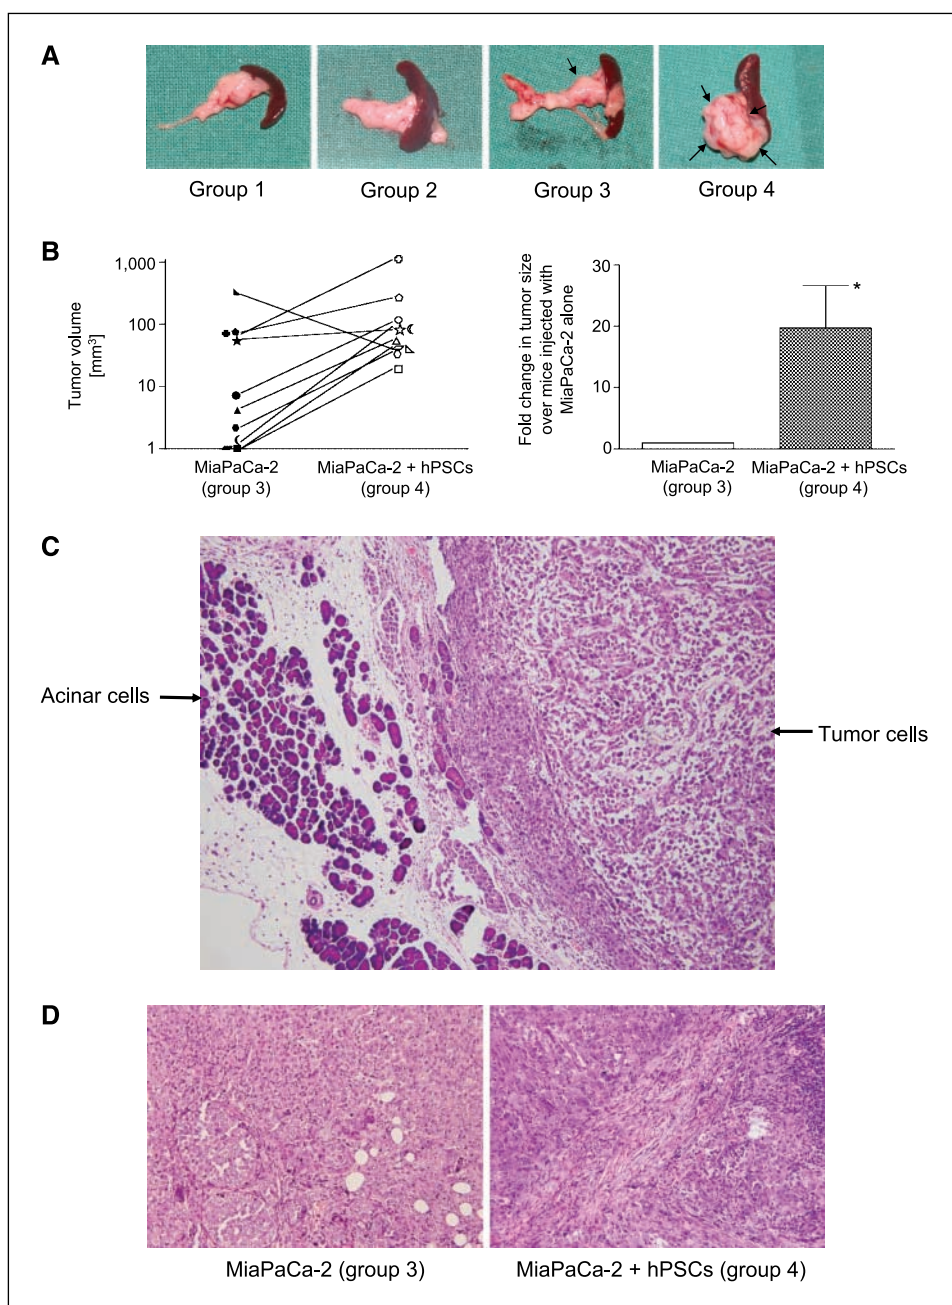 A
Group 1
Group 2
Group 3
Group 4
B
1,000
100
10
1
Tumor volume
[mm³]
MiaPaCa-2
(group 3)
MiaPaCa-2 + hPSCs
(group 4)
30
20
10
0
Fold change in tumor size
over mice injected with
MiaPaCa-2 alone
*
MiaPaCa-2
(group 3)
MiaPaCa-2 + hPSCs
(group 4)
C
Acinar cells
Tumor cells
D
MiaPaCa-2 (group 3)
MiaPaCa-2 + hPSCs (group 4)